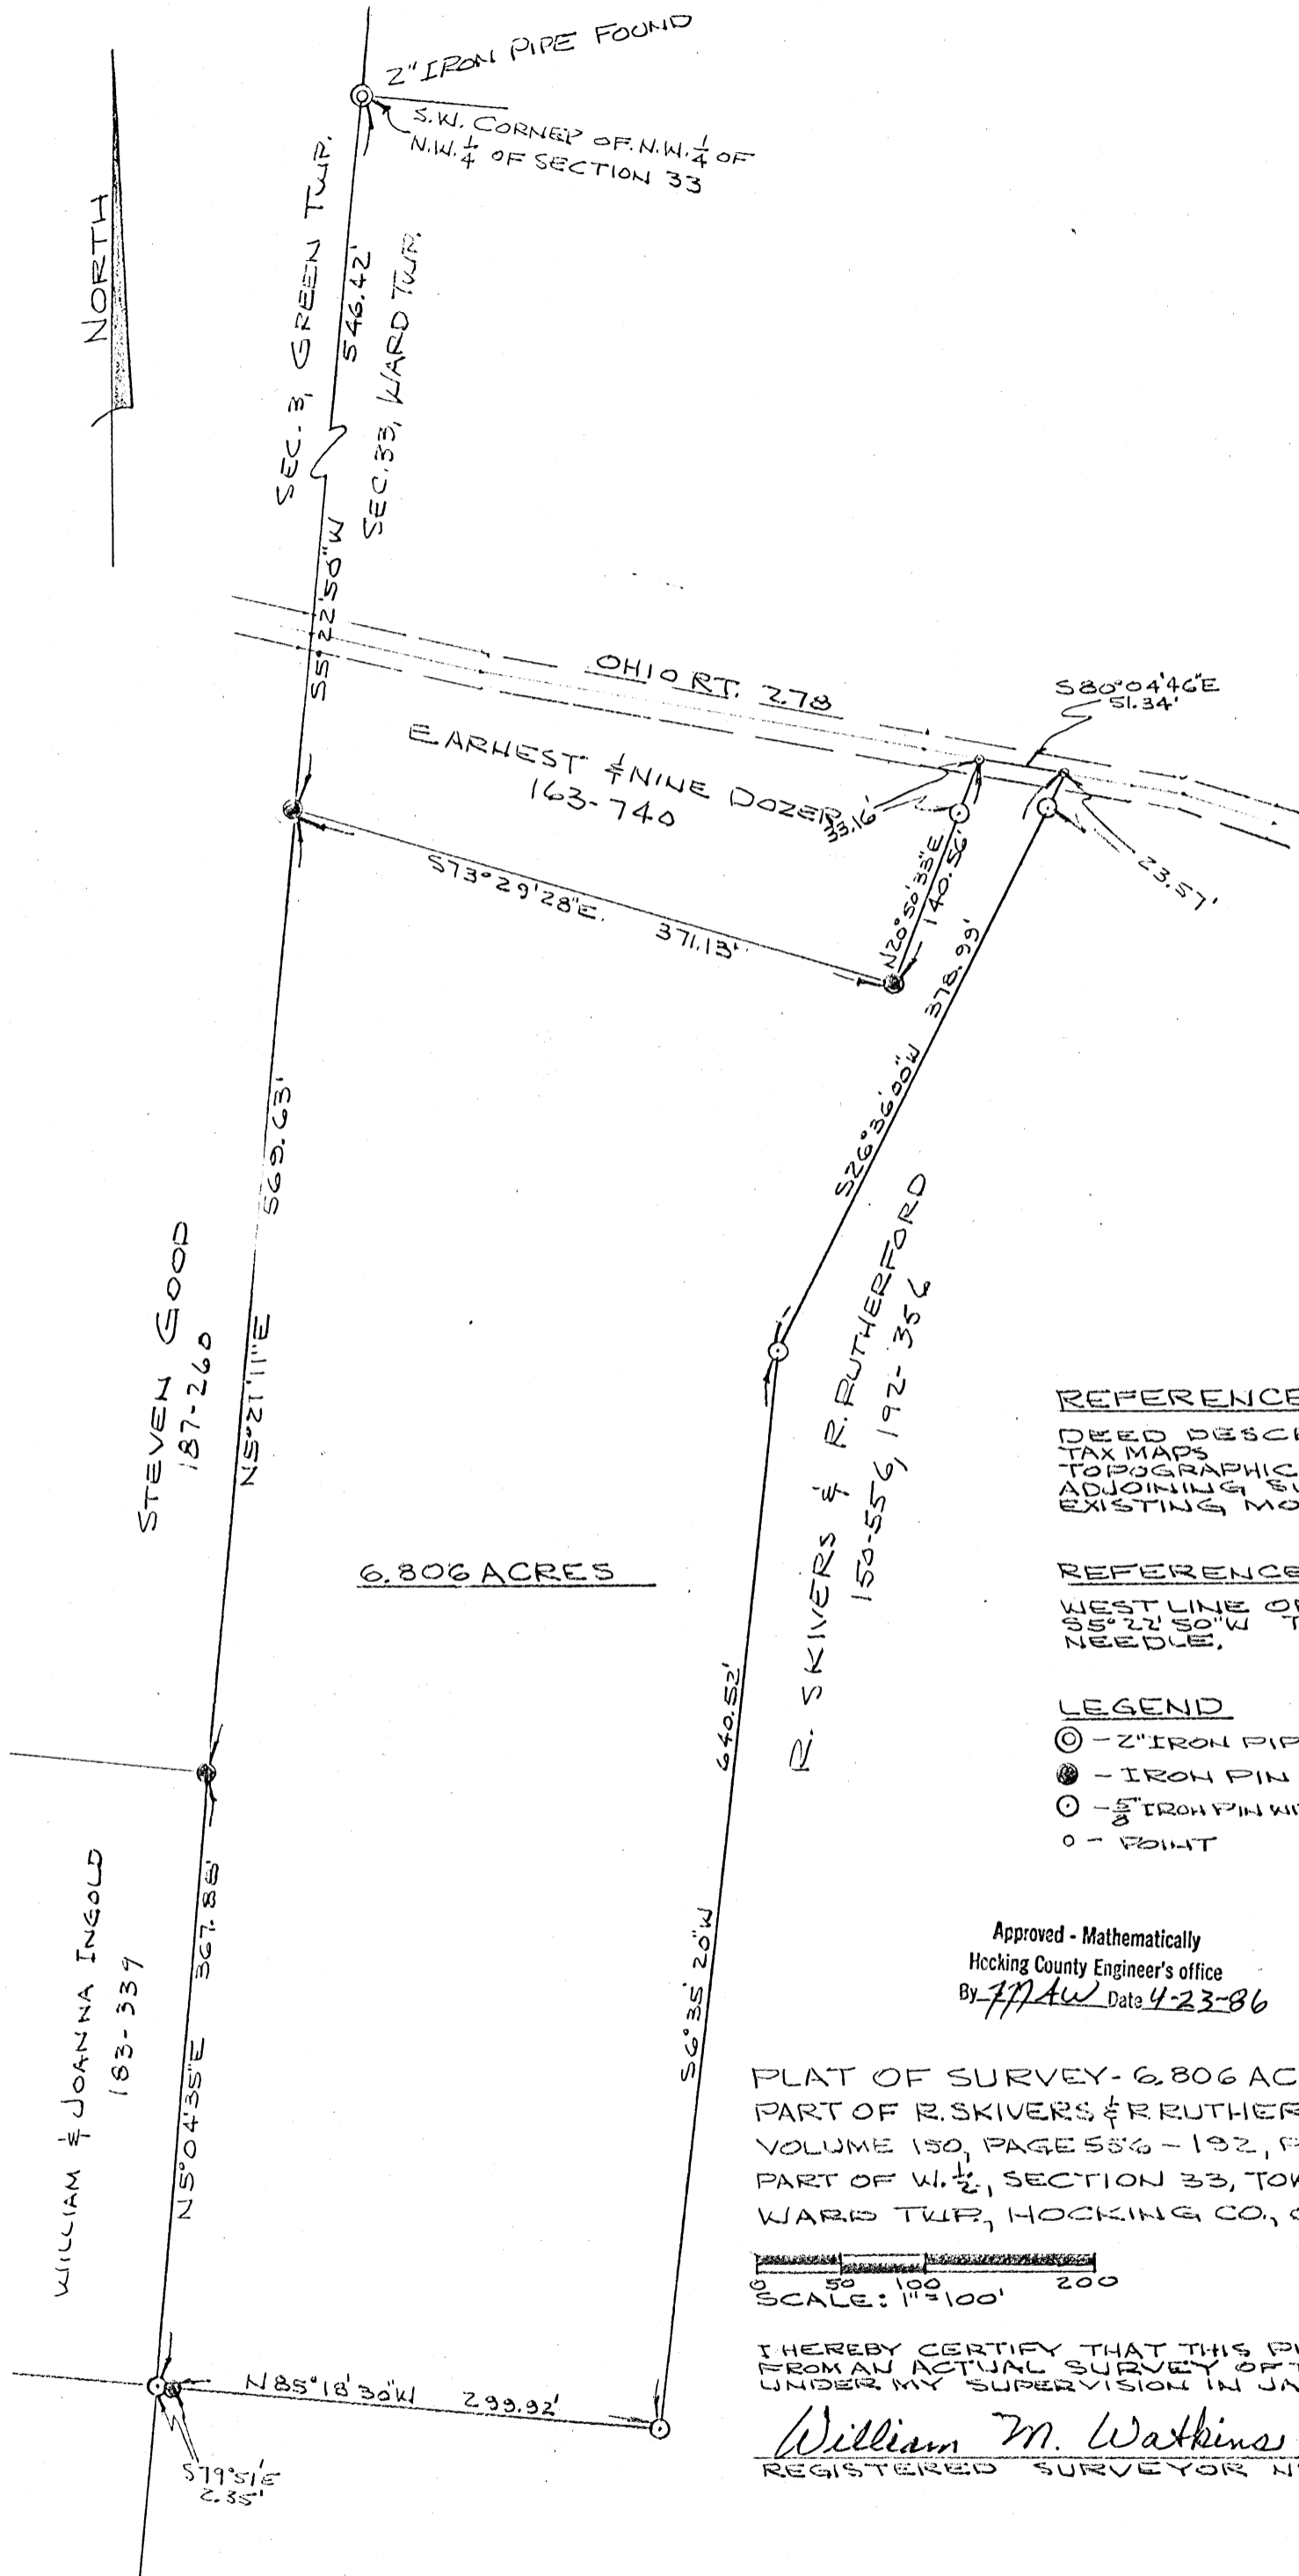 2" IRON PIPE FOUND
S.W. CORNER OF N.W. 1/4 OF
N.W. 1/4 OF SECTION 33
NORTH
SEC. 3, GREEN TWP.
546.42'
SEC. 33, WARD TWP.
S5°22'50"W
OHIO RT. 278
S80°04'46"E
51.34'
EARNEST & NINE DOZER
163-740
33.16'
23.57'
S73°29'28"E.
371.13'
N20°50'33"E
140.56'
378.99'
S26°36'00"W
569.63'
N5°21'11"E
STEVEN GOOD
187-260
R. SKIVERS & R. RUTHERFORD
150-556, 192-356
6.806 ACRES
640.52'
S6°35'20"W
WILLIAM & JOANNA INGOLD
183-339
367.88'
N5°04'35"E
N85°18'30"W 299.92'
S79°51'E
2.35'
REFERENCE
DEED DESC
TAX MAPS
TOPOGRAPHIC
ADJOINING SU
EXISTING MO
REFERENCE
WEST LINE OF
S5°22'50"W T
NEEDLE.
LEGEND
- 2" IRON PIP
- IRON PIN
- 5/8" IRON PIN WI
- POINT
Approved - Mathematically
Hocking County Engineer's office
By MAW Date 4-23-86
PLAT OF SURVEY - 6.806 AC
PART OF R. SKIVERS & R. RUTHER
VOLUME 150, PAGE 556 - 192, P
PART OF W. 1/2, SECTION 33, TOW
WARD TWP., HOCKING CO., O
0 50 100 200
SCALE: 1"=100'
I HEREBY CERTIFY THAT THIS PL
FROM AN ACTUAL SURVEY OF T
UNDER MY SUPERVISION IN JA
William M. Watkins
REGISTERED SURVEYOR N